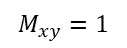 M_{xy} = 1